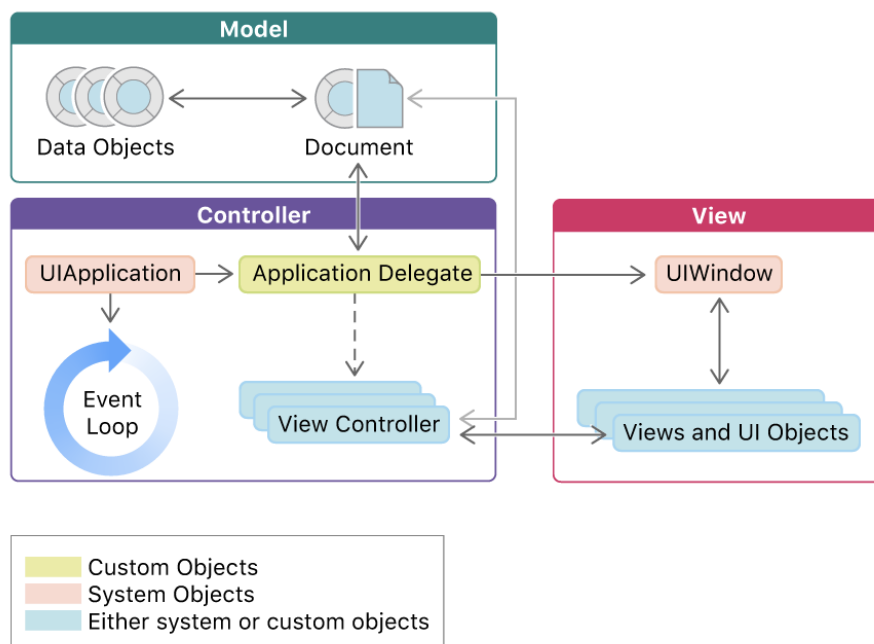 Model
Data Objects
Document
Controller
View
UIApplication
Application Delegate
UIWindow
Event
Loop
View Controller
Views and UI Objects
Custom Objects
System Objects
Either system or custom objects